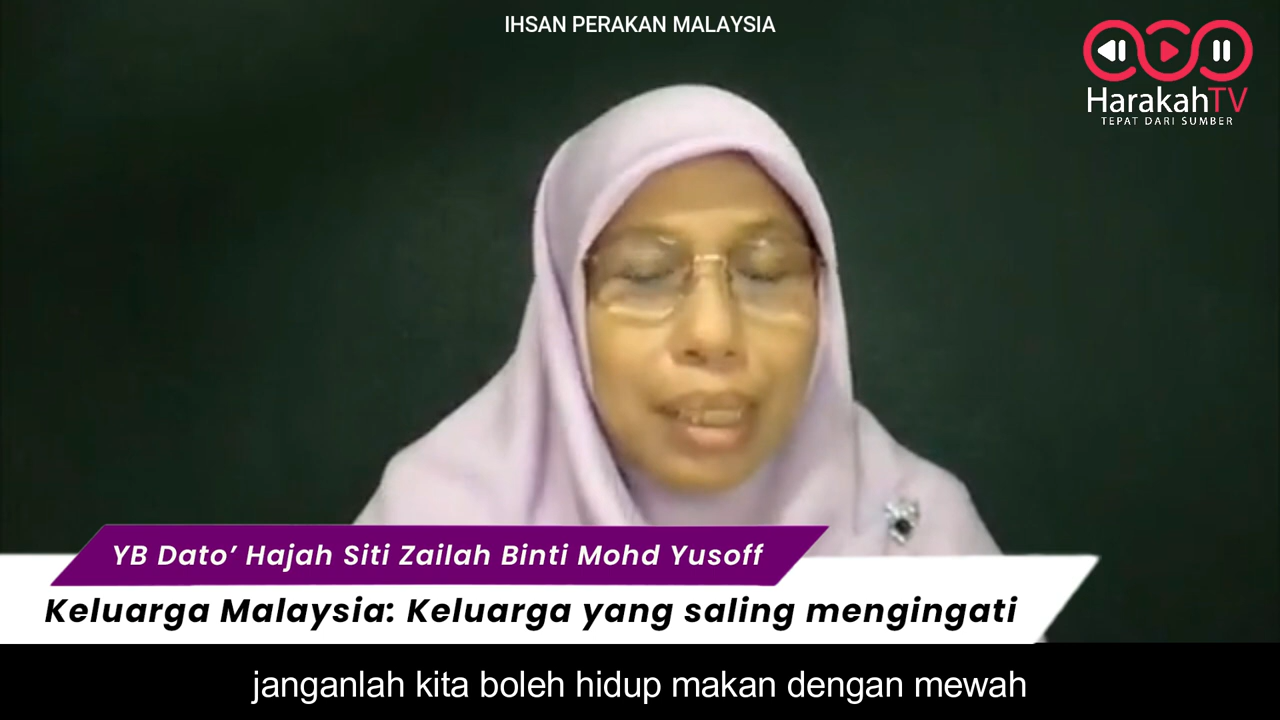 IHSAN PERAKAN MALAYSIA
HarakahTV
TEPAT DARI SUMBER
YB Dato’ Hajah Siti Zailah Binti Mohd Yusoff
Keluarga Malaysia: Keluarga yang saling mengingati
janganlah kita boleh hidup makan dengan mewah